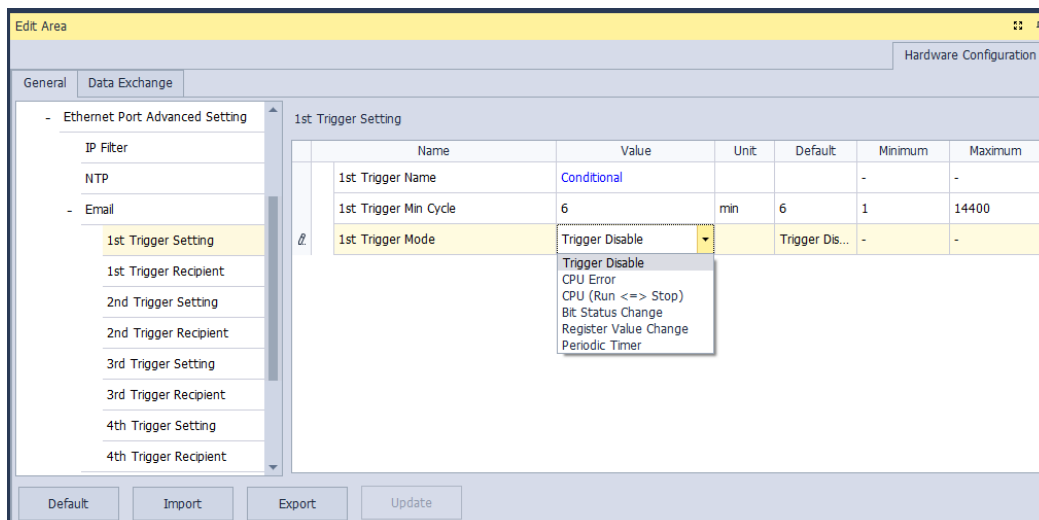 Edit Area
Hardware Configuration
General Data Exchange
- Ethernet Port Advanced Setting
IP Filter
NTP
- Email
1st Trigger Setting
1st Trigger Recipient
2nd Trigger Setting
2nd Trigger Recipient
3rd Trigger Setting
3rd Trigger Recipient
4th Trigger Setting
4th Trigger Recipient
1st Trigger Setting
Name Value Unit Default Minimum Maximum
1st Trigger Name Conditional - -
1st Trigger Min Cycle 6 min 6 1 14400
1st Trigger Mode Trigger Disable Trigger Dis... - -
Trigger Disable
CPU Error
CPU (Run <=> Stop)
Bit Status Change
Register Value Change
Periodic Timer
Default Import Export Update